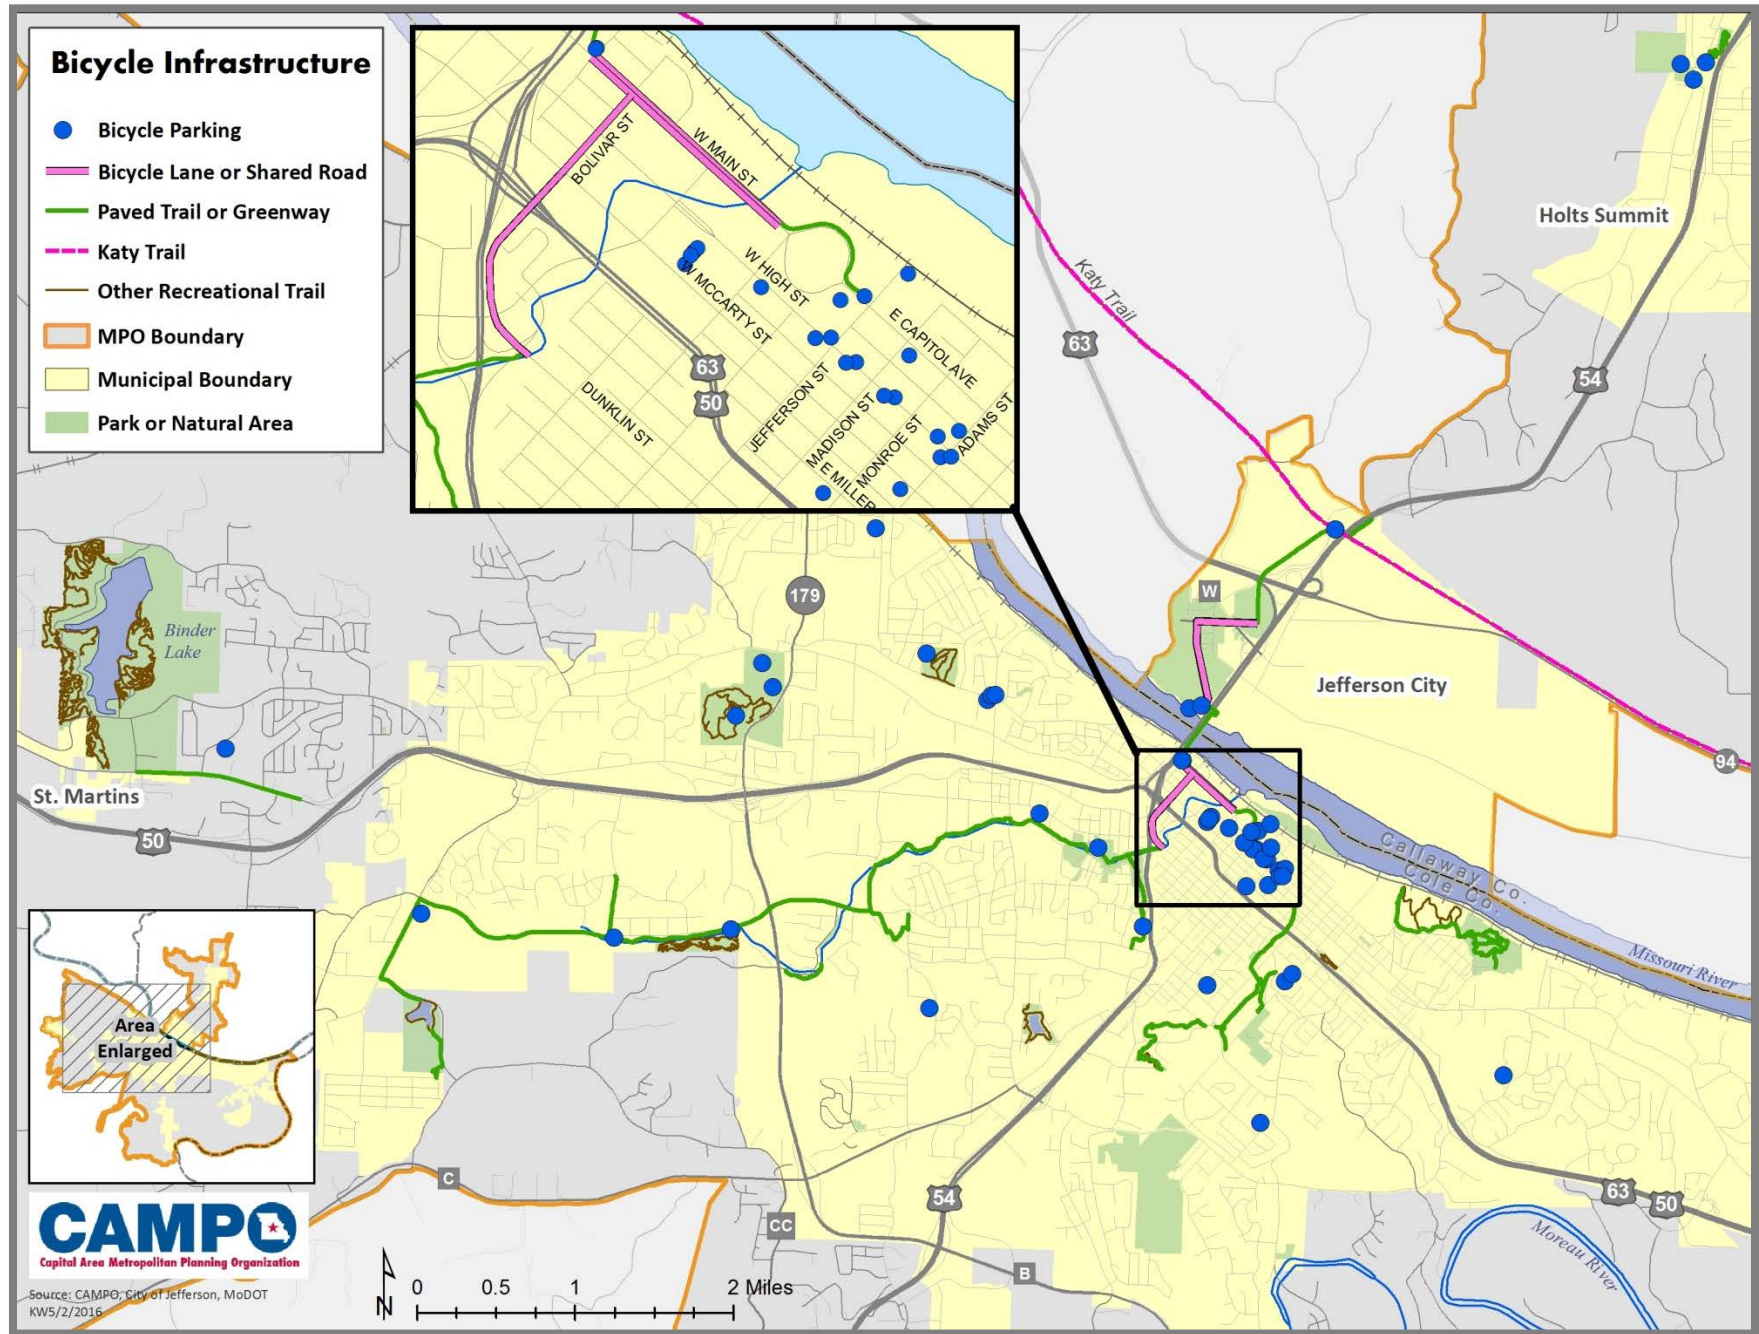 Bicycle Infrastructure
Bicycle Parking
Bicycle Lane or Shared Road
Paved Trail or Greenway
Katy Trail
Other Recreational Trail
MPO Boundary
Municipal Boundary
Park or Natural Area
BOLIVAR ST
W MAIN ST
W HIGH ST
W MCCARTY ST
E CAPITOL AVE
63
50
DUNKLIN ST
JEFFERSON ST
MADISON ST
MONROE ST
ADAMS ST
E MILLER
Holts Summit
Katy Trail
63
54
179
W
Binder
Lake
Jefferson City
94
St. Martins
50
Callaway Co.
Cole Co.
Missouri River
Area
Enlarged
C
54
63
50
CC
B
Moreau River
CAMPO
Capital Area Metropolitan Planning Organization
Source: CAMPO, City of Jefferson, MoDOT
KW5/2/2016
N
0 0.5 1 2 Miles